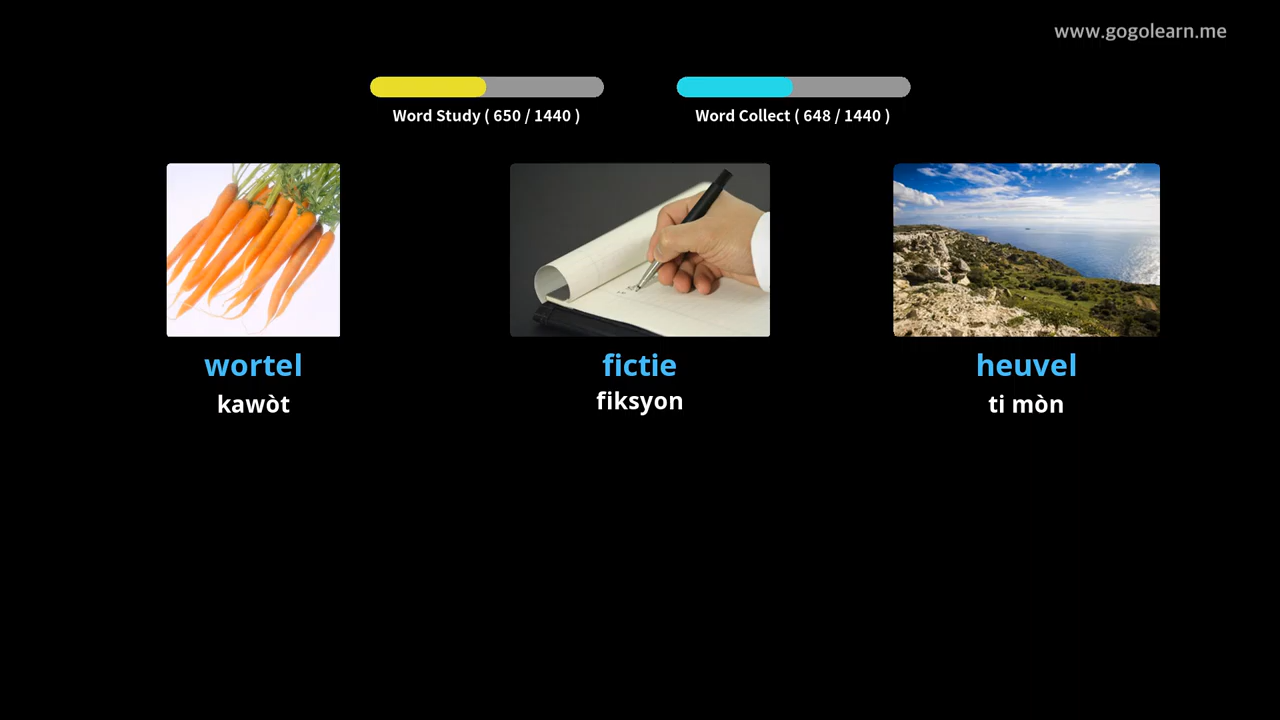 www.gogolearn.me
Word Study ( 650 / 1440 )
Word Collect ( 648 / 1440 )
wortel
kawòt
fictie
fiksyon
heuvel
ti mòn